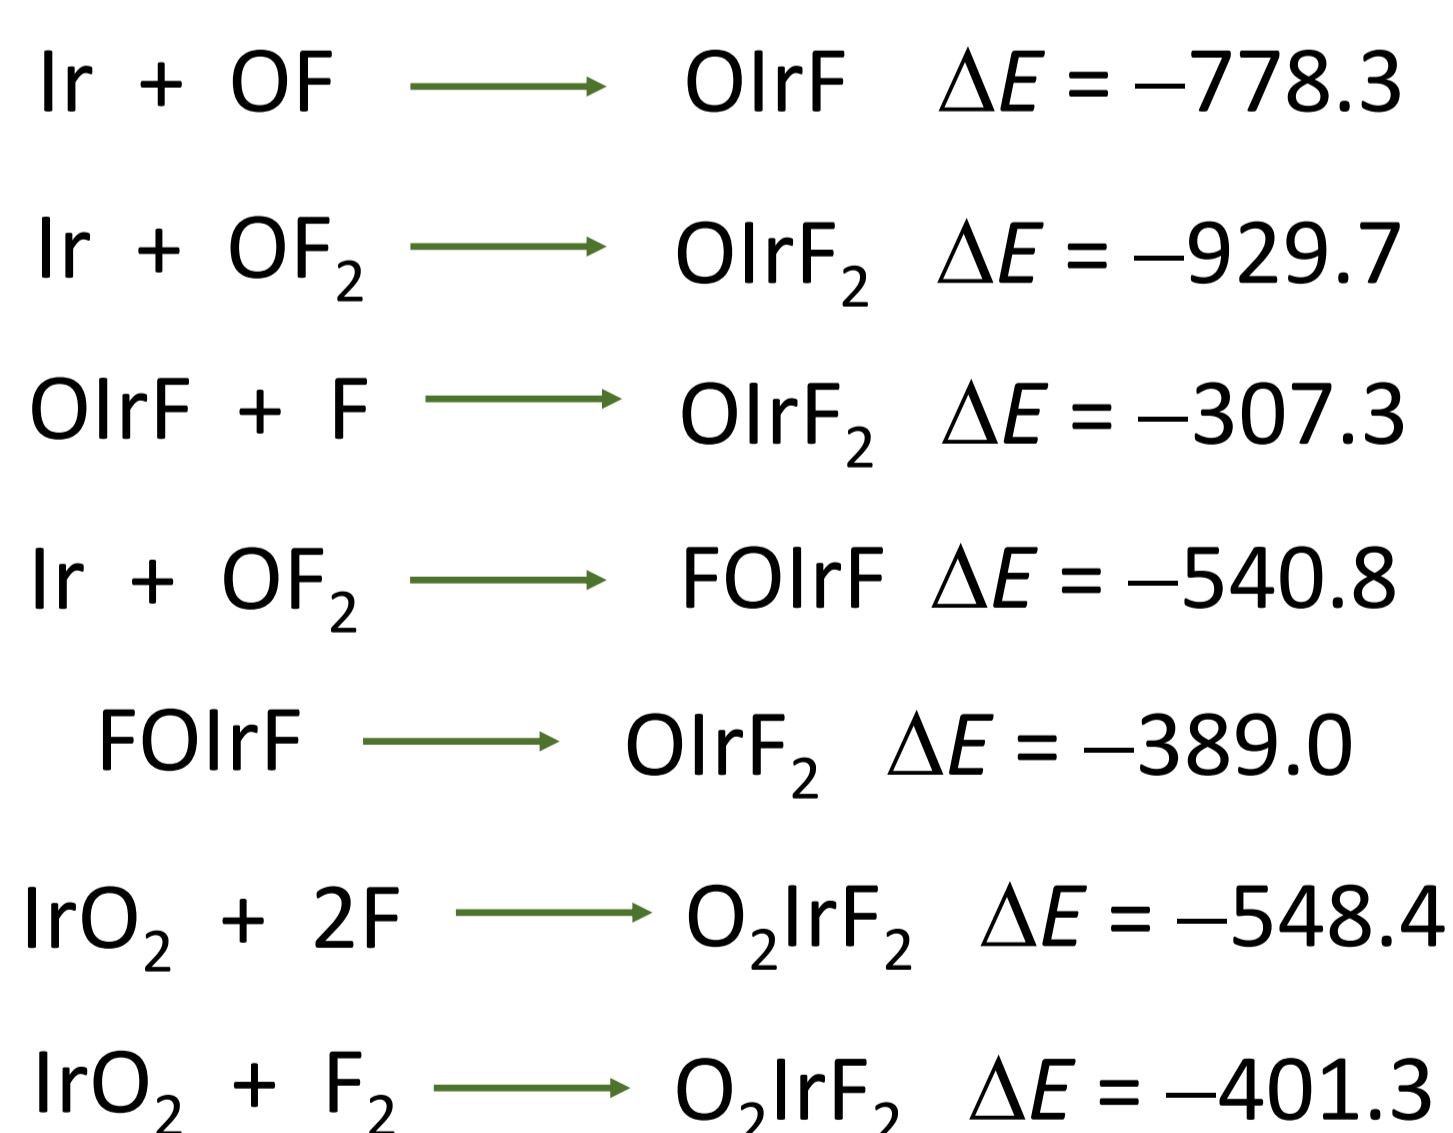 Ir + OF ⟶ OIrF ΔE = –778.3
Ir + OF₂ ⟶ OIrF₂ ΔE = –929.7
OIrF + F ⟶ OIrF₂ ΔE = –307.3
Ir + OF₂ ⟶ FOIrF ΔE = –540.8
FOIrF ⟶ OIrF₂ ΔE = –389.0
IrO₂ + 2F ⟶ O₂IrF₂ ΔE = –548.4
IrO₂ + F₂ ⟶ O₂IrF₂ ΔE = –401.3